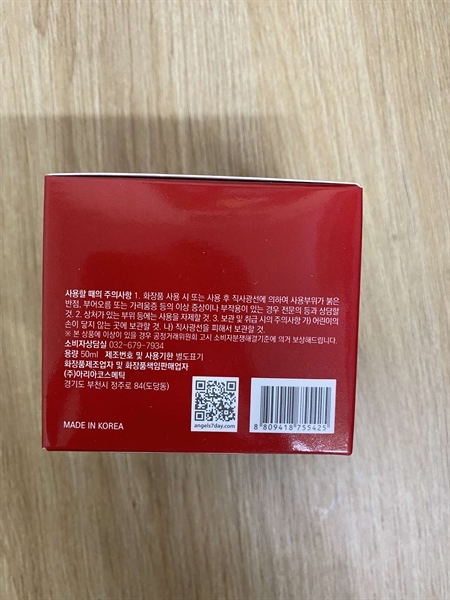 사용할 때의 주의사항 1. 화장품 사용 시 또는 사용 후 직사광선에 의하여 사용부위가 붉은
반점, 부어오름 또는 가려움증 등의 이상 증상이나 부작용이 있는 경우 전문의 등과 상담할
것. 2. 상처가 있는 부위 등에는 사용을 자제할 것. 3. 보관 및 취급 시의 주의사항 가) 어린이의
손이 닿지 않는 곳에 보관할 것. 나) 직사광선을 피해서 보관할 것.
※ 본 상품에 이상이 있을 경우 공정거래위원회 고시 소비자분쟁해결기준에 의거 보상해드립니다.
소비자상담실 032-679-7934
용량 50ml 제조번호 및 사용기한 별도표기
화장품제조업자 및 화장품책임판매업자
(주)아리아코스메틱
경기도 부천시 정주로 84(도당동)
MADE IN KOREA
angels7day.com
8 809418 755425